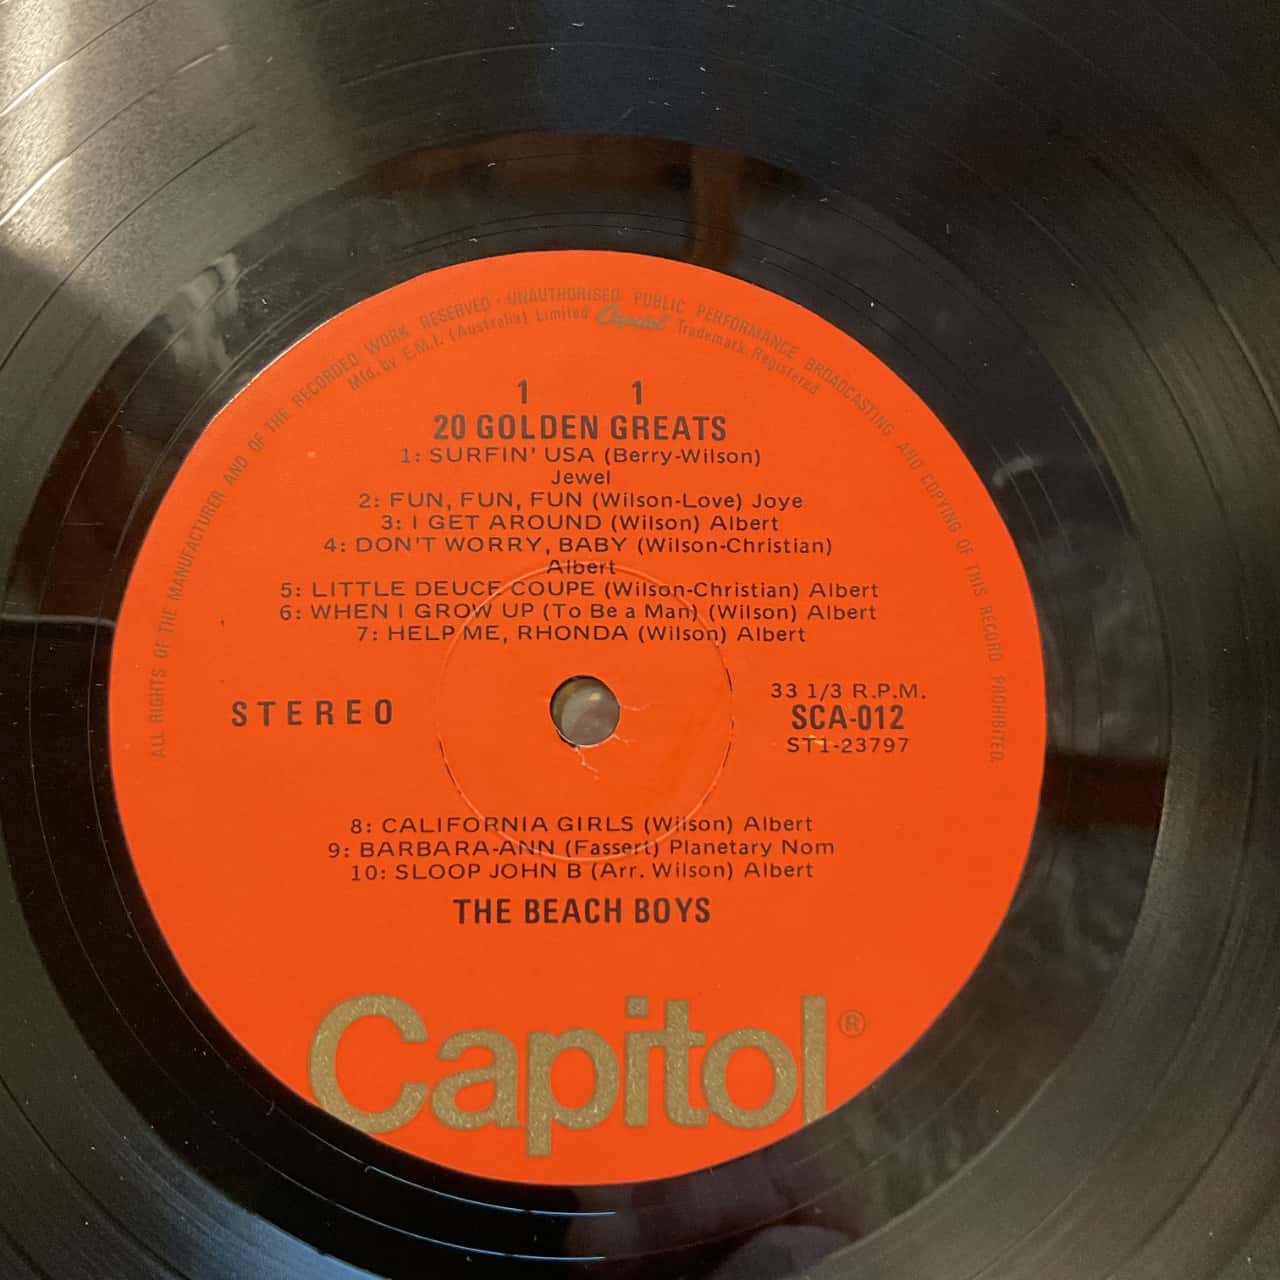 ALL RIGHTS OF THE MANUFACTURER AND OF THE RECORDED WORK RESERVED · UNAUTHORISED PUBLIC PERFORMANCE BROADCASTING AND COPYING OF THIS RECORD PROHIBITED.
Mfd. by E.M.I. (Australia) Limited Capitol Trademark Registered
1 1
20 GOLDEN GREATS
1: SURFIN' USA (Berry-Wilson)
Jewel
2: FUN, FUN, FUN (Wilson-Love) Joye
3: I GET AROUND (Wilson) Albert
4: DON'T WORRY, BABY (Wilson-Christian)
Albert
5: LITTLE DEUCE COUPE (Wilson-Christian) Albert
6: WHEN I GROW UP (To Be a Man) (Wilson) Albert
7: HELP ME, RHONDA (Wilson) Albert
STEREO
33 1/3 R.P.M.
SCA-012
ST1-23797
8: CALIFORNIA GIRLS (Wilson) Albert
9: BARBARA-ANN (Fassert) Planetary Nom
10: SLOOP JOHN B (Arr. Wilson) Albert
THE BEACH BOYS
Capitol®